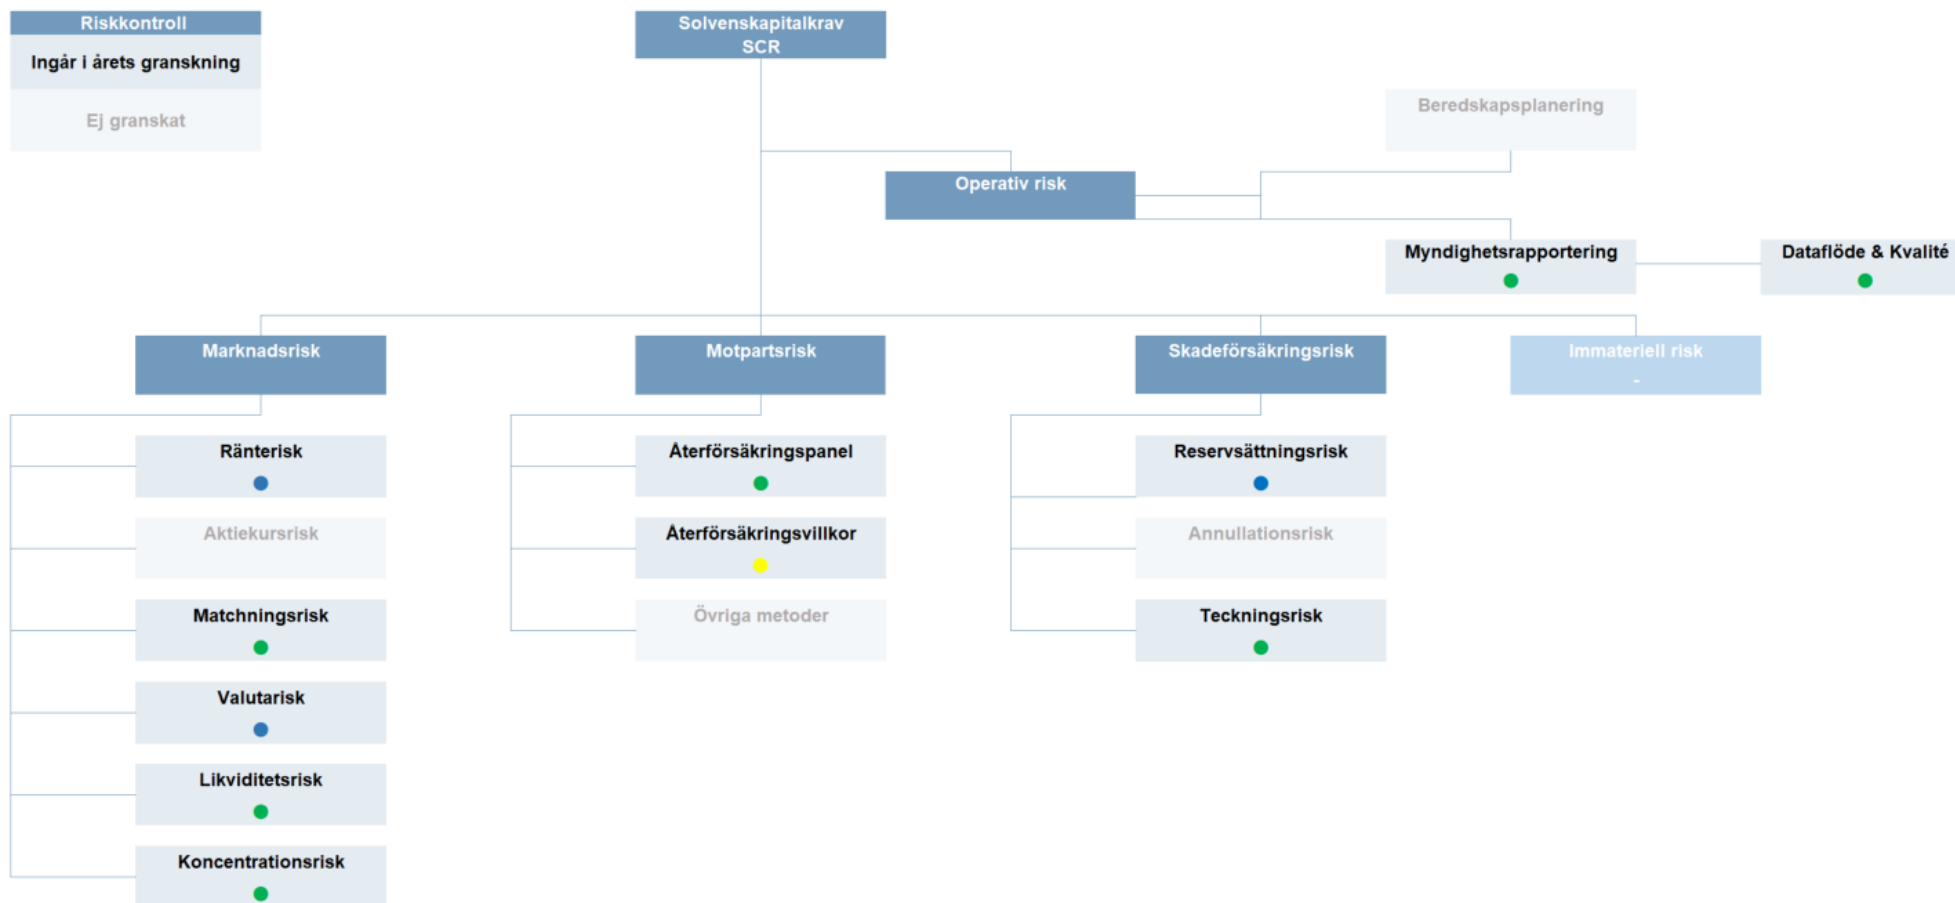 Riskkontroll
Ingår i årets granskning
Ej granskat
Solvenskapitalkrav
SCR
Beredskapsplanering
Operativ risk
Myndighetsrapportering
Dataflöde & Kvalité
Marknadsrisk
Motpartsrisk
Skadeförsäkringsrisk
Immateriell risk
-
Ränterisk
Återförsäkringspanel
Reservsättningsrisk
Aktiekursrisk
Återförsäkringsvillkor
Annullationsrisk
Matchningsrisk
Övriga metoder
Teckningsrisk
Valutarisk
Likviditetsrisk
Koncentrationsrisk